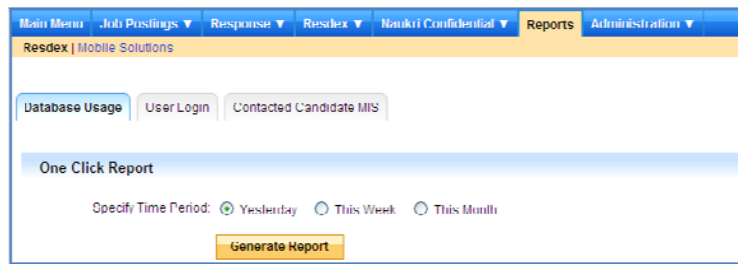 Main Menu Job Postings ▼ Response ▼ Resdex ▼ Naukri Confidential ▼ Reports Administration ▼
Resdex | Mobile Solutions
Database Usage User Login Contacted Candidate MIS
One Click Report
Specify Time Period: Yesterday This Week This Month
Generate Report